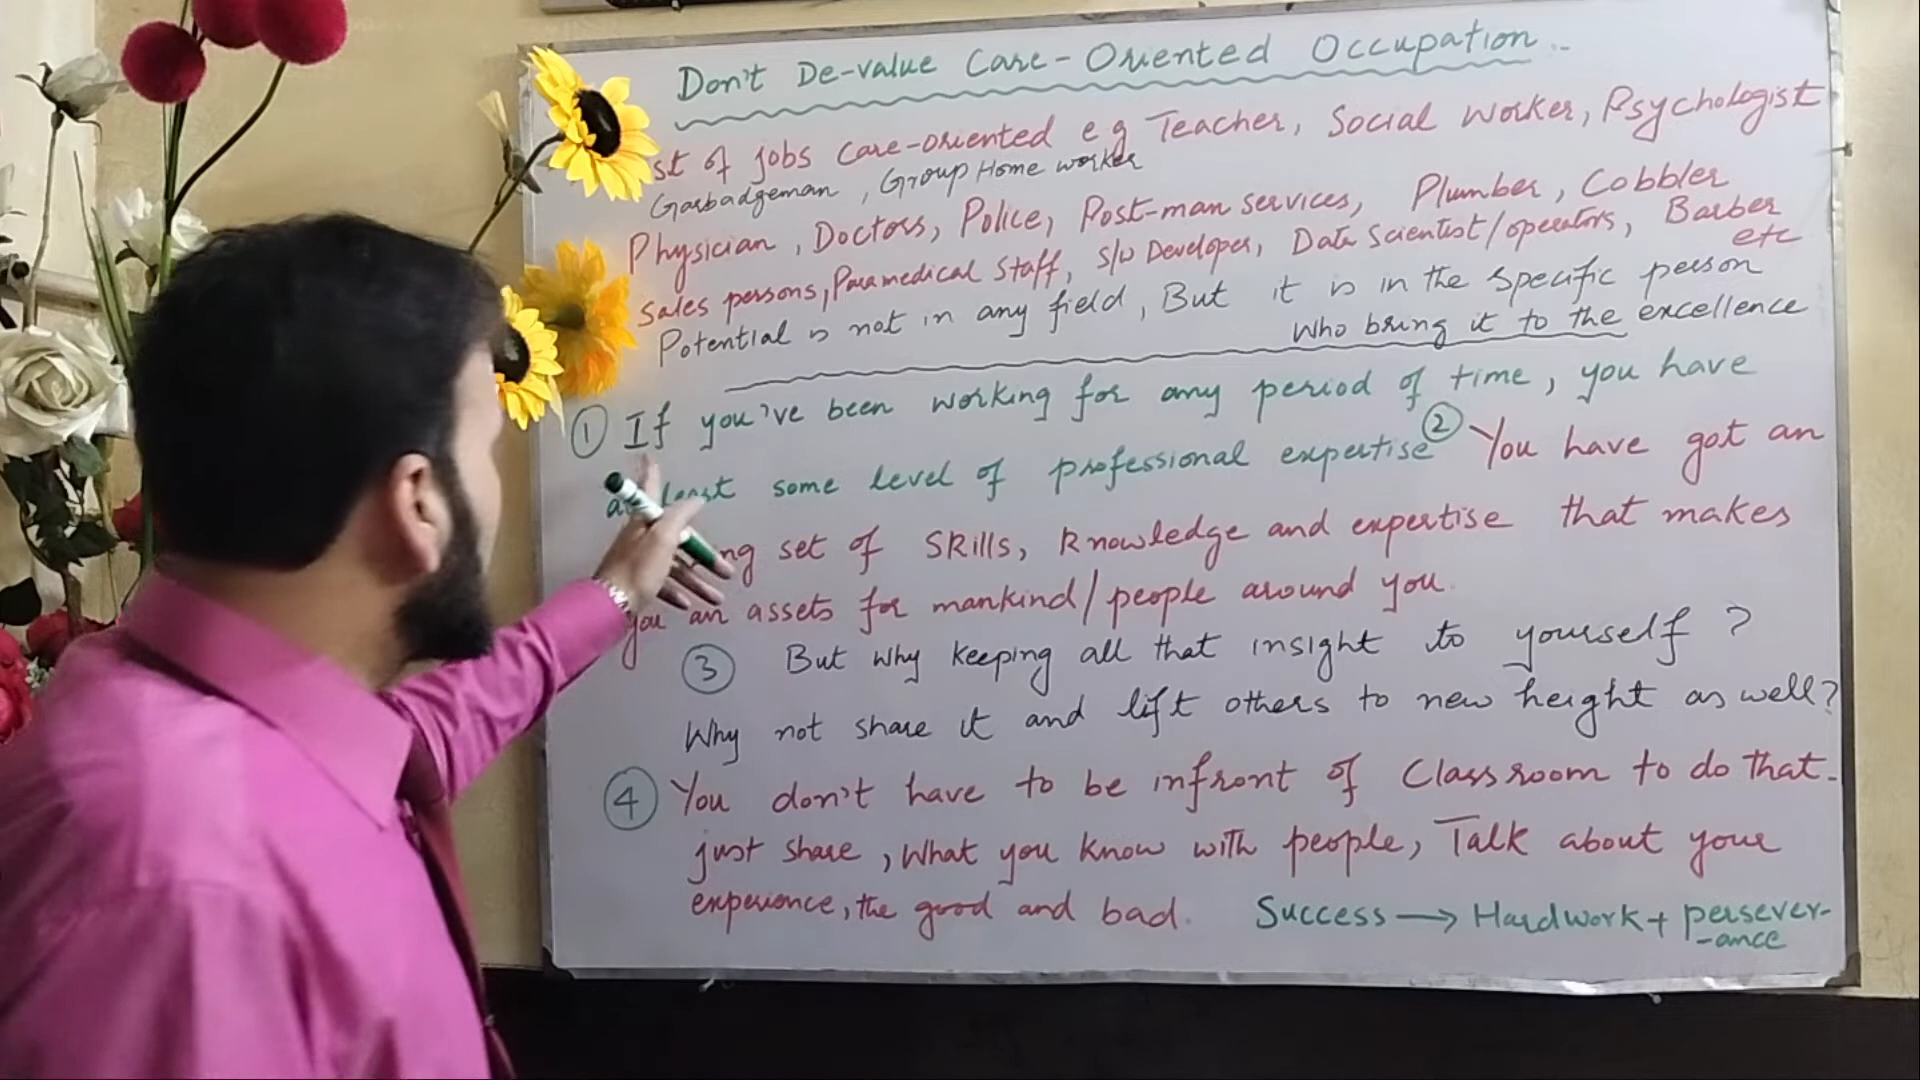 Don't De-value Care-Oriented Occupation..
st of jobs care-oriented e g Teacher, Social Worker, Psychologist
Garbadgeman, Group Home worker
Physician, Doctors, Police, Post-man services, Plumber, Cobbler
Sales persons, Paramedical Staff, S/W Developer, Data Scientist/operators, Barber
etc
Potential is not in any field, But it is in the specific person
who bring it to the excellence
① If you've been working for any period of time, you have
least some level of professional expertise ② You have got an
ng set of Skills, Knowledge and expertise that makes
you an assets for mankind/people around you.
③ But why keeping all that insight to yourself?
Why not share it and lift others to new height as well?
④ You don't have to be infront of Classroom to do that.
just share, What you know with people, Talk about your
experience, the good and bad. Success → Hardwork + persever-
-ance